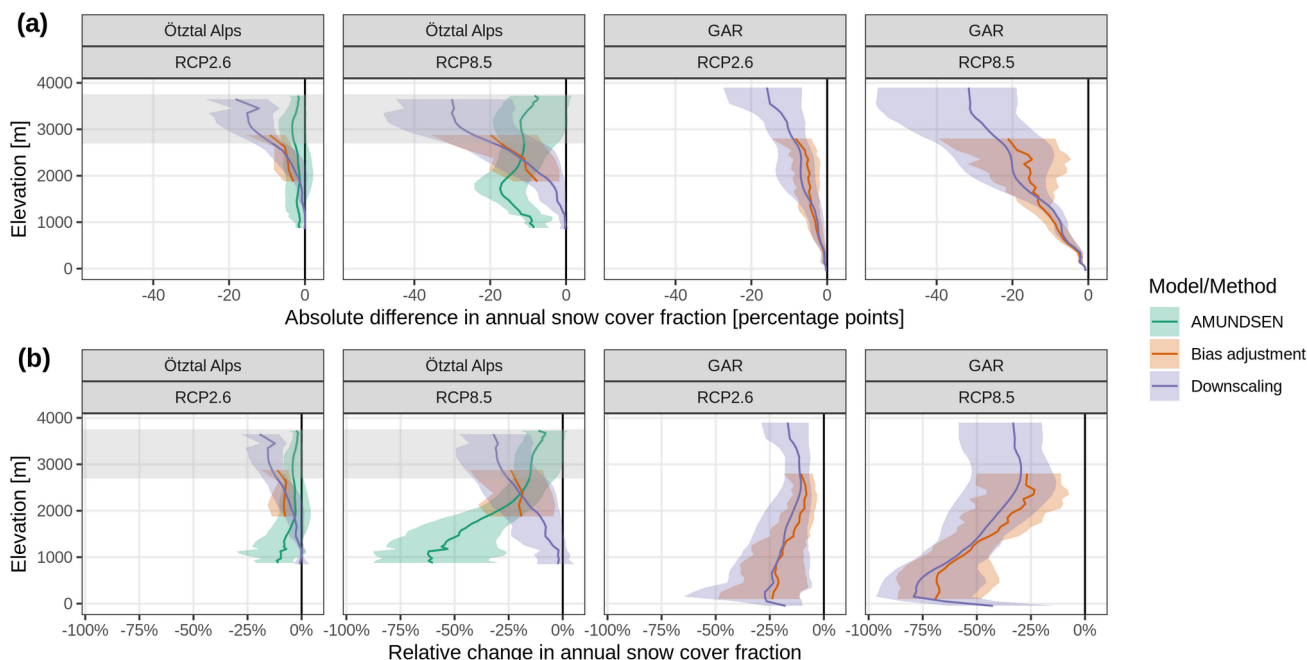 (a)
Ötztal Alps Ötztal Alps GAR GAR
RCP2.6 RCP8.5 RCP2.6 RCP8.5
4000
3000
2000
1000
0
Elevation [m]
-40 -20 0 -40 -20 0 -40 -20 0 -40 -20 0
Absolute difference in annual snow cover fraction [percentage points]
Model/Method
AMUNDSEN
Bias adjustment
Downscaling
(b)
Ötztal Alps Ötztal Alps GAR GAR
RCP2.6 RCP8.5 RCP2.6 RCP8.5
4000
3000
2000
1000
0
Elevation [m]
-100% -75% -50% -25% 0% -100% -75% -50% -25% 0% -100% -75% -50% -25% 0% -100% -75% -50% -25% 0%
Relative change in annual snow cover fraction